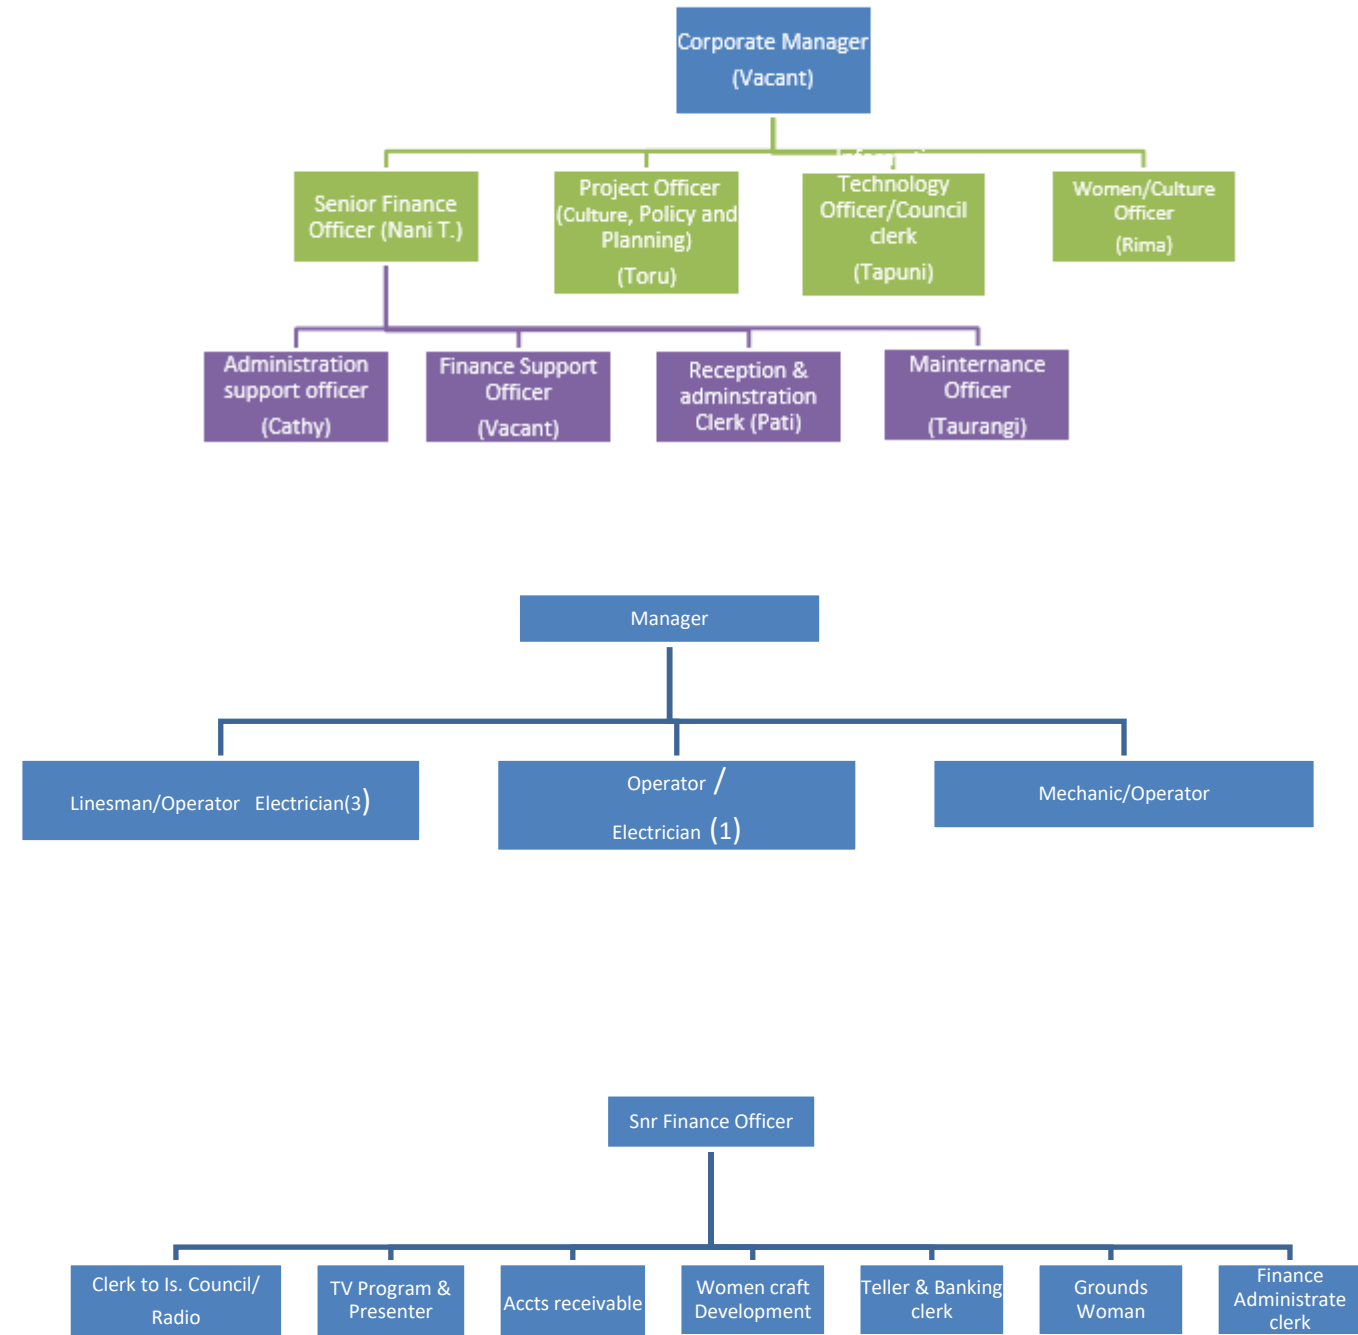 Corporate Manager
(Vacant)
Senior Finance
Officer (Nani T.)
Project Officer
(Culture, Policy and
Planning)
(Toru)
Technology
Officer/Council
clerk
(Tapuni)
Women/Culture
Officer
(Rima)
Administration
support officer
(Cathy)
Finance Support
Officer
(Vacant)
Reception &
adminstration
Clerk (Pati)
Mainternance
Officer
(Taurangi)
Manager
Linesman/Operator Electrician(3)
Operator /
Electrician (1)
Mechanic/Operator
Snr Finance Officer
Clerk to Is. Council/
Radio
TV Program &
Presenter
Accts receivable
Women craft
Development
Teller & Banking
clerk
Grounds
Woman
Finance
Administrate
clerk